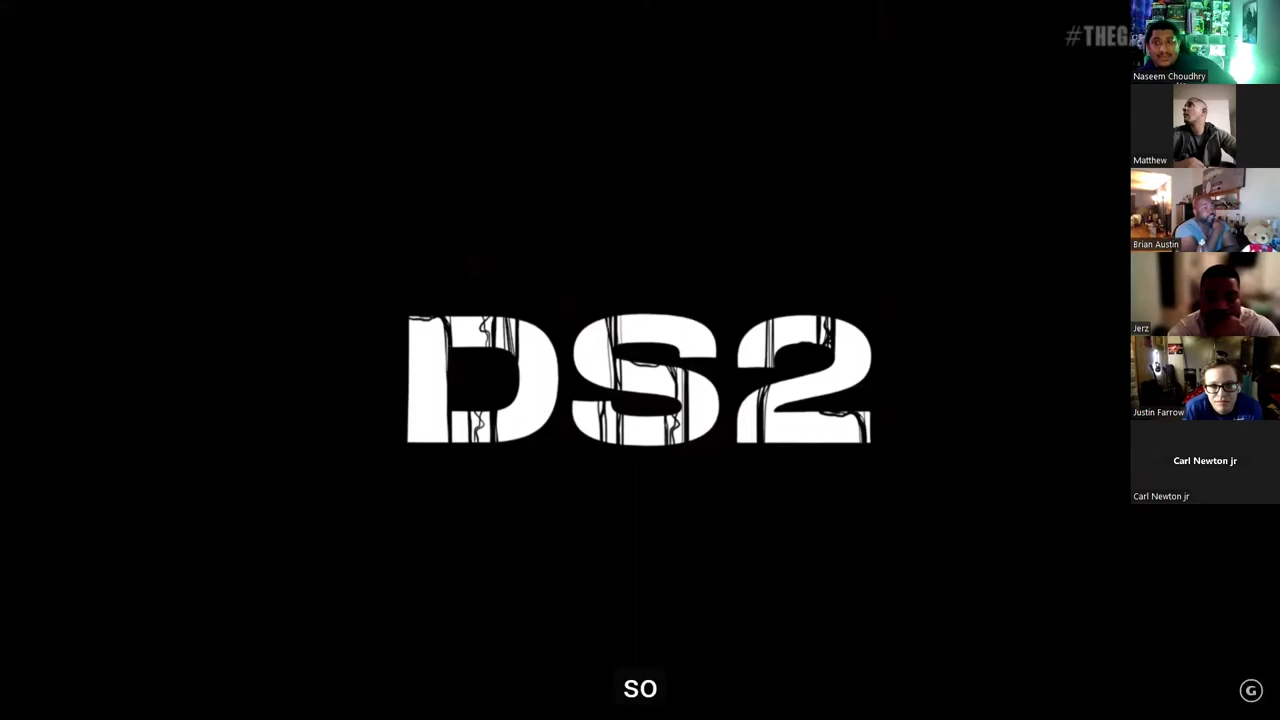 #THEG
Naseem Choudhry
Matthew
Brian Austin
Jerz
Justin Farrow
Carl Newton jr
Carl Newton jr
DS2
SO
G